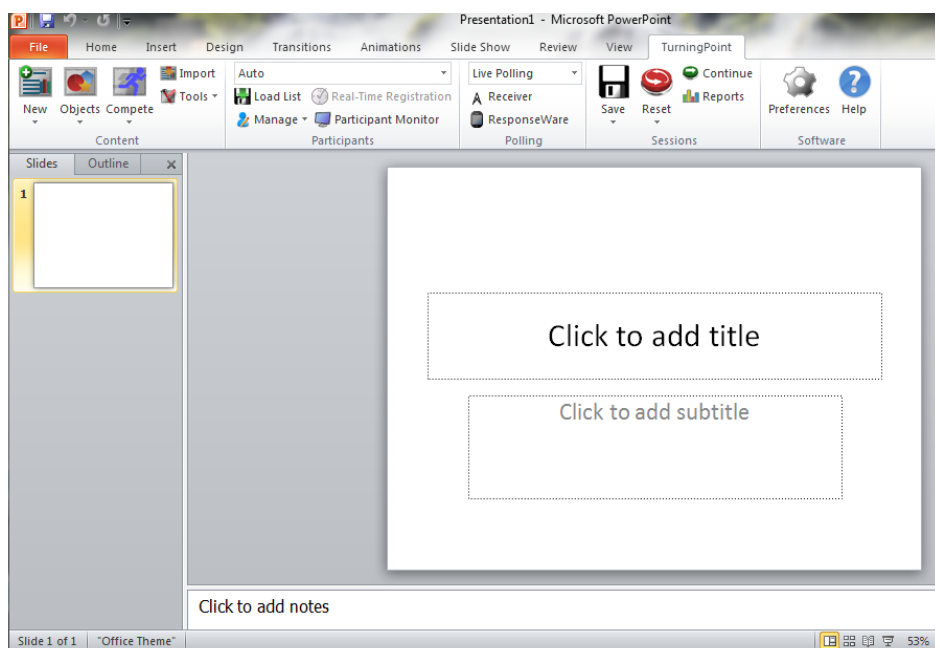 Presentation1 - Microsoft PowerPoint
File Home Insert Design Transitions Animations Slide Show Review View TurningPoint
Import Auto Live Polling Continue
Tools Load List Real-Time Registration A Receiver Reports
New Objects Compete Manage Participant Monitor ResponseWare Save Reset Preferences Help
Content Participants Polling Sessions Software
Slides Outline
1
Click to add title
Click to add subtitle
Click to add notes
Slide 1 of 1 "Office Theme" 53%